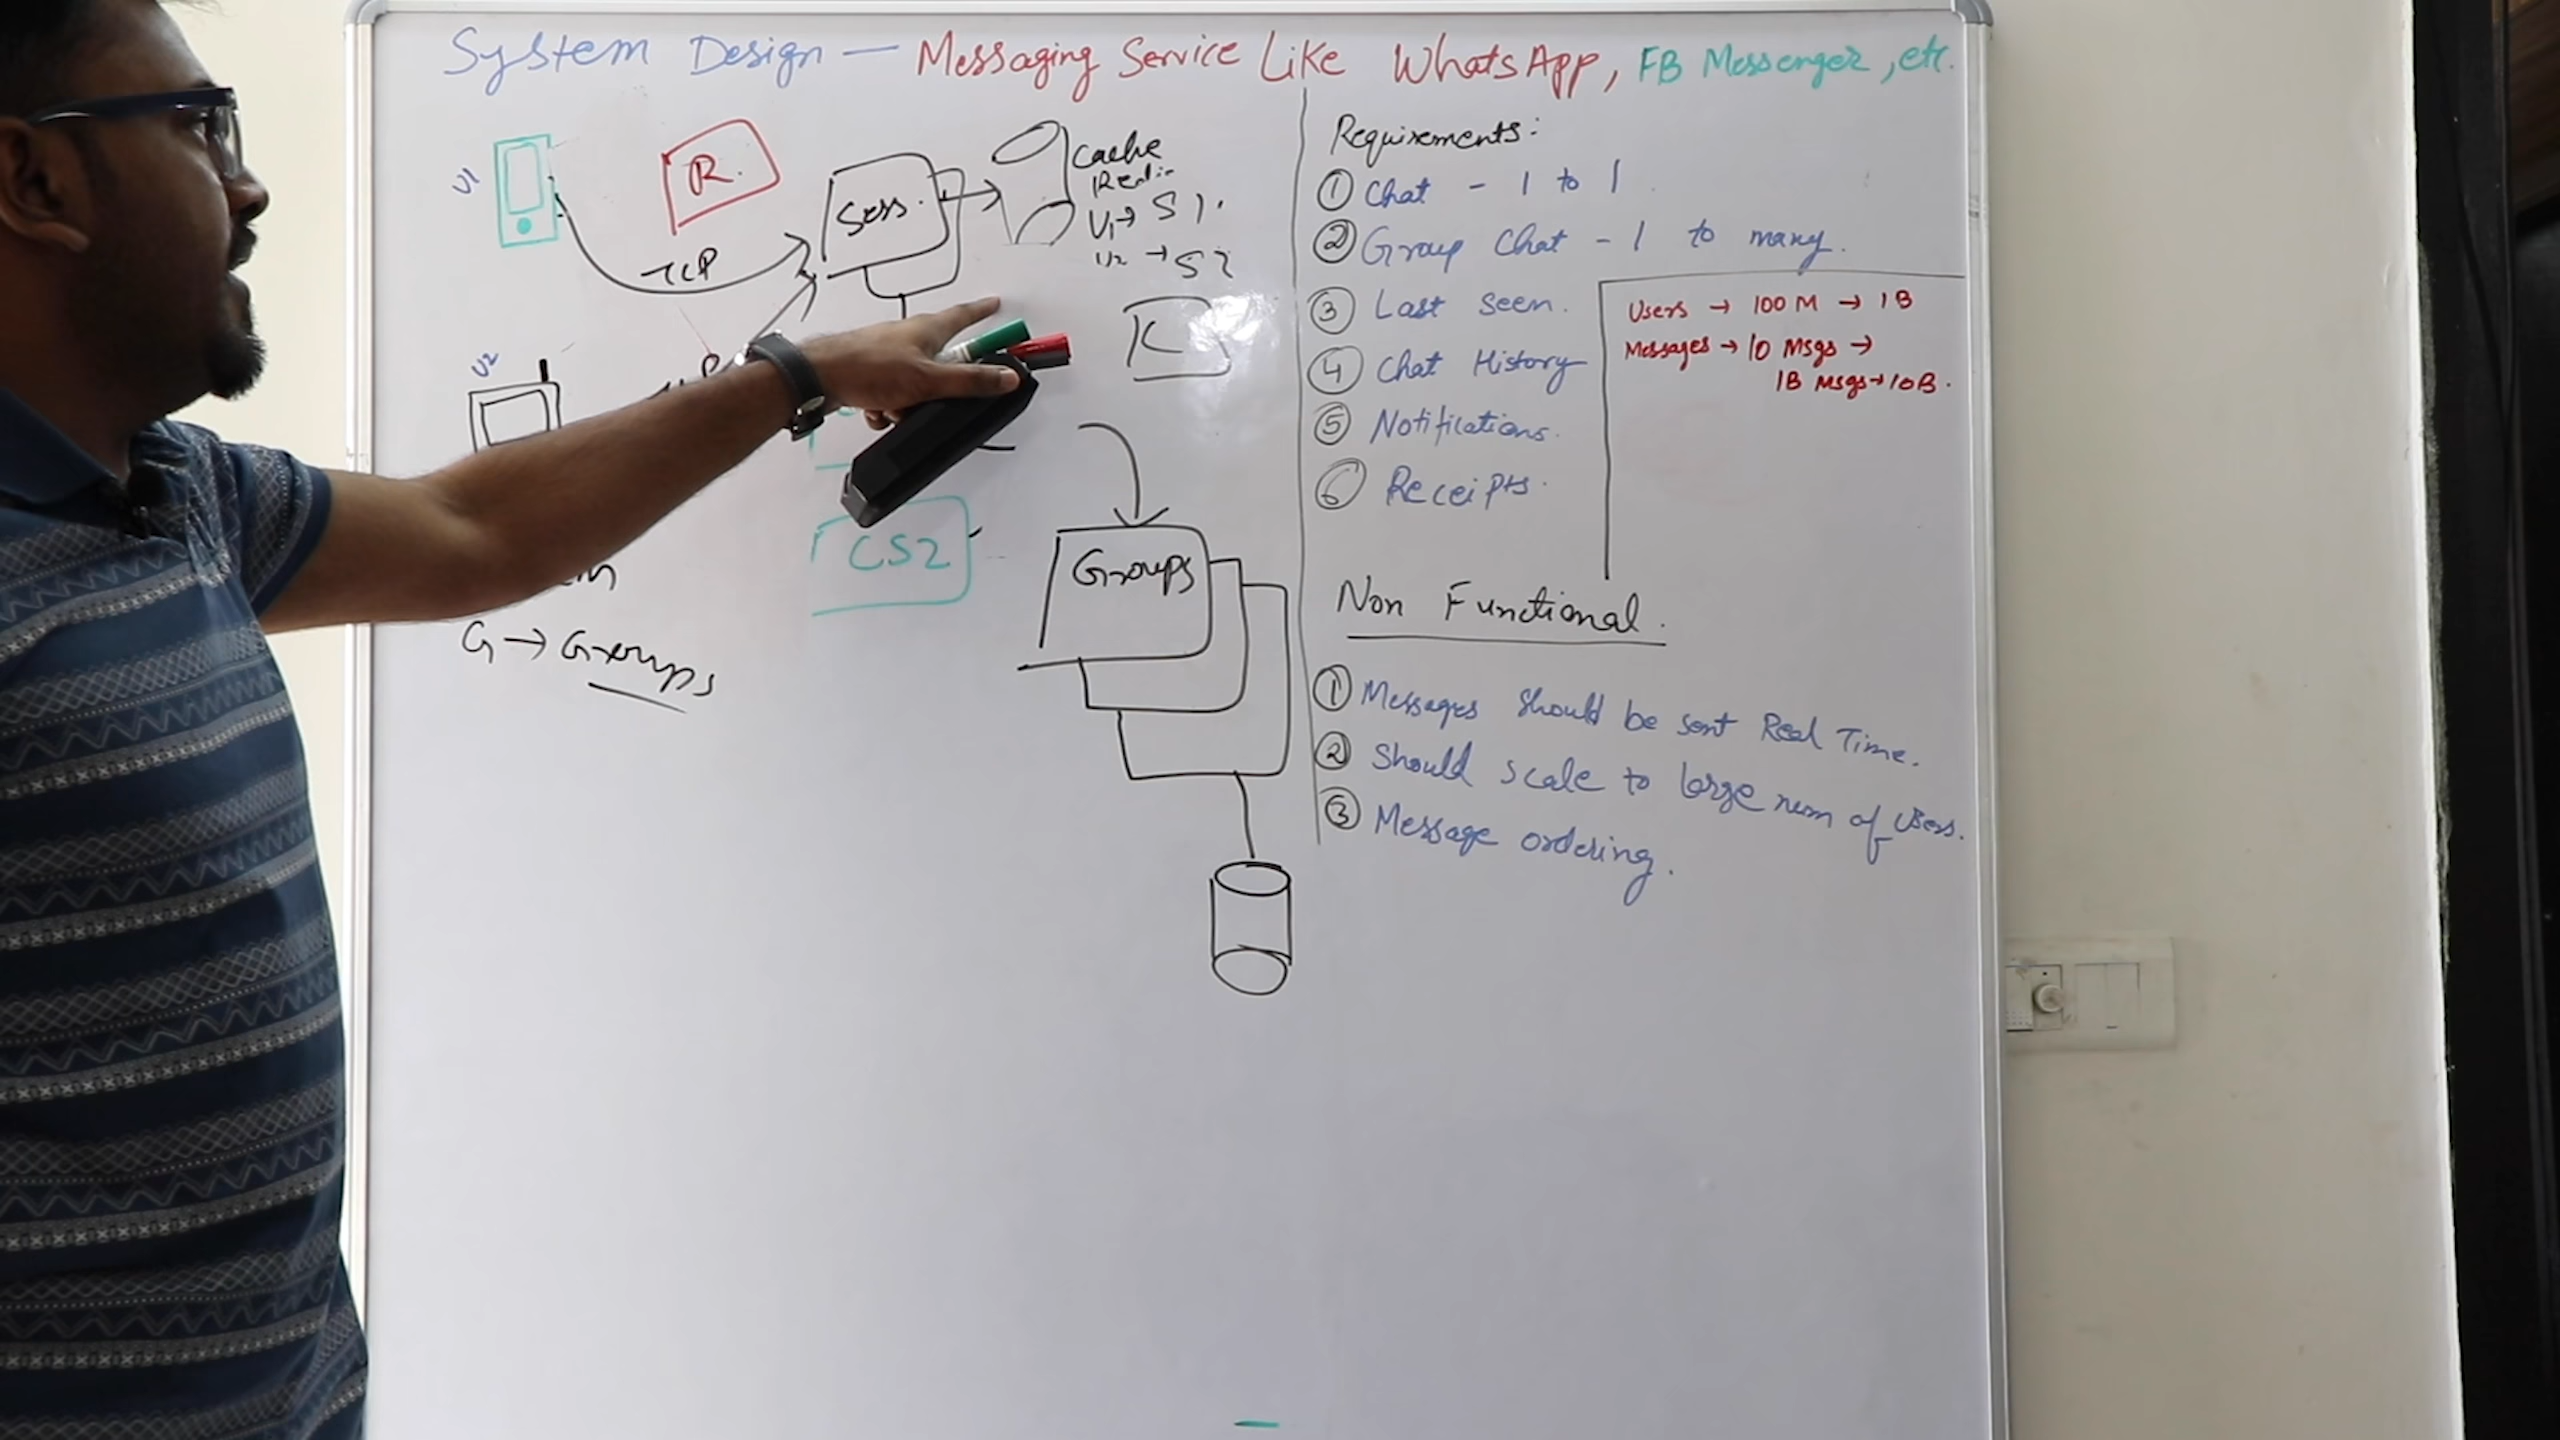 System Design — Messaging Service Like WhatsApp, FB Messenger, etc.
U1
R.
TCP
Sess.
Cache
U1→ S1.
U2 → S2
U2
K
CS2
G → Groups
Groups
Requirements:
① Chat - 1 to 1
② Group Chat - 1 to many.
③ Last seen.
④ Chat History
⑤ Notifications.
⑥ Receipts.
Users → 100M → 1B
Messages → 10 Msgs →
1B Msgs → 10B.
Non Functional.
① Messages should be sent Real Time.
② Should scale to large num of Users.
③ Message ordering.